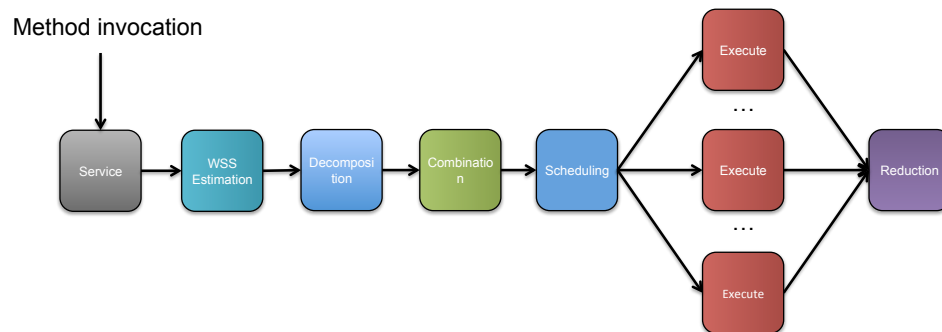 Method invocation
Execute
...
Service
WSS
Estimation
Decomposi
tion
Combinatio
n
Scheduling
Execute
Reduction
...
Execute